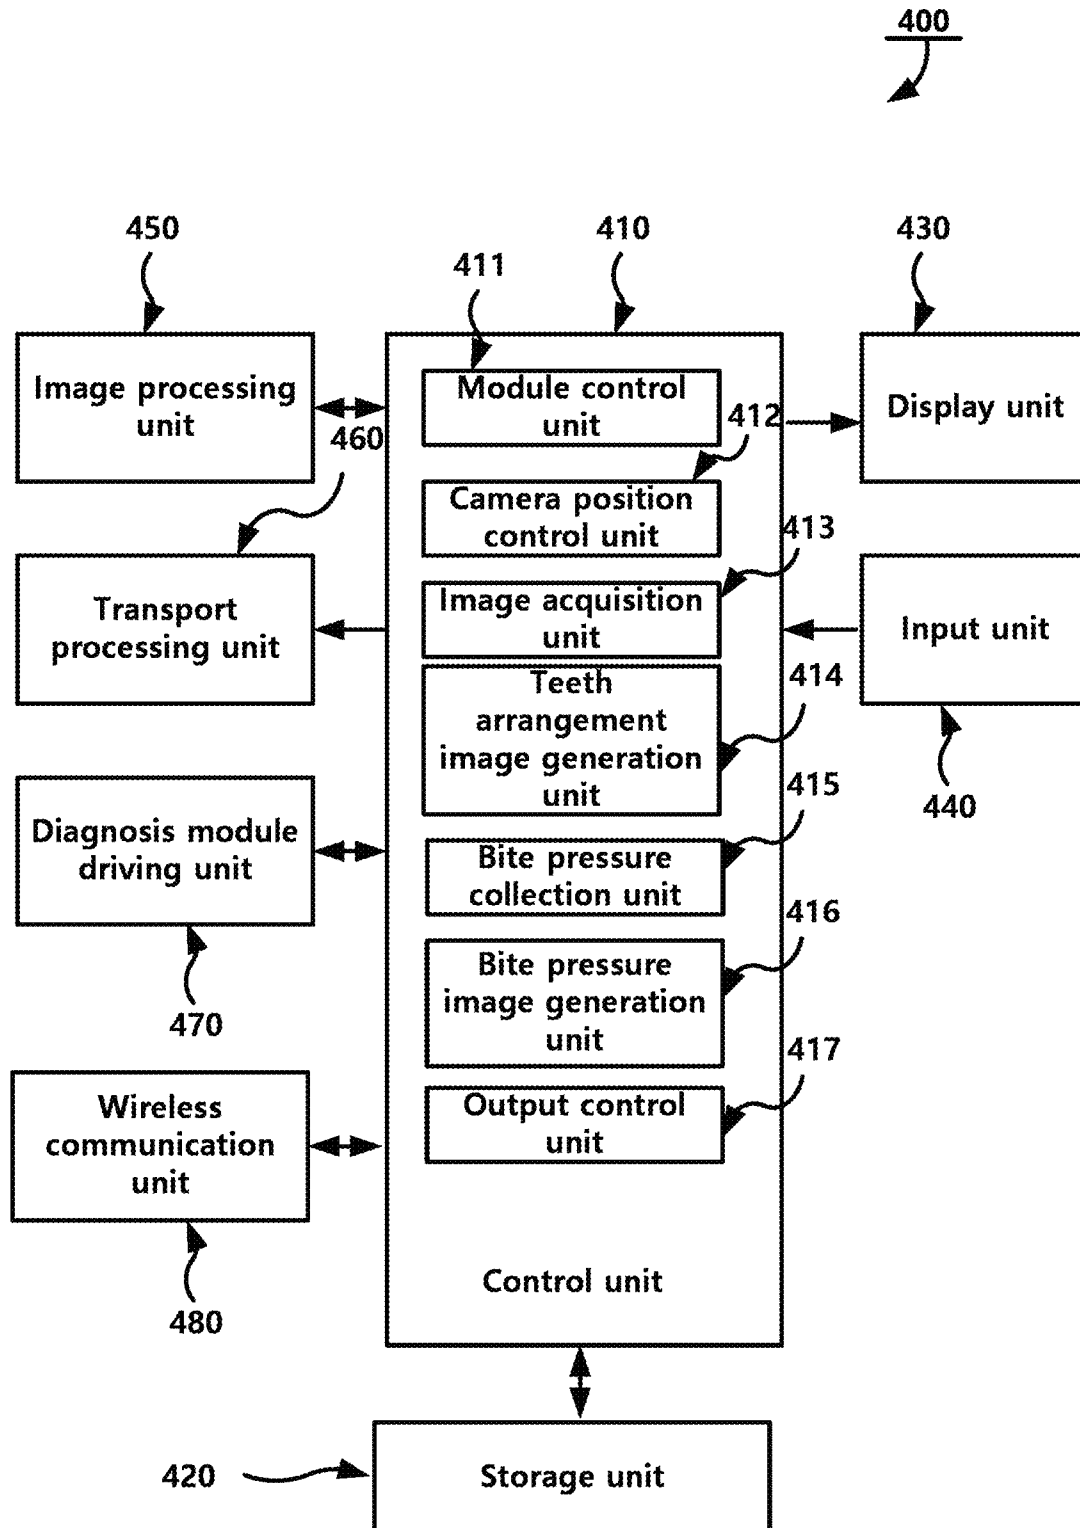 400
450
410
430
411
Image processing
unit
Module control
unit
Display unit
412
460
Camera position
control unit
413
Transport
processing unit
Image acquisition
unit
Input unit
Teeth
arrangement
image generation
unit
414
440
Diagnosis module
driving unit
415
Bite pressure
collection unit
416
Bite pressure
image generation
unit
470
417
Wireless
communication
unit
Output control
unit
Control unit
480
420
Storage unit